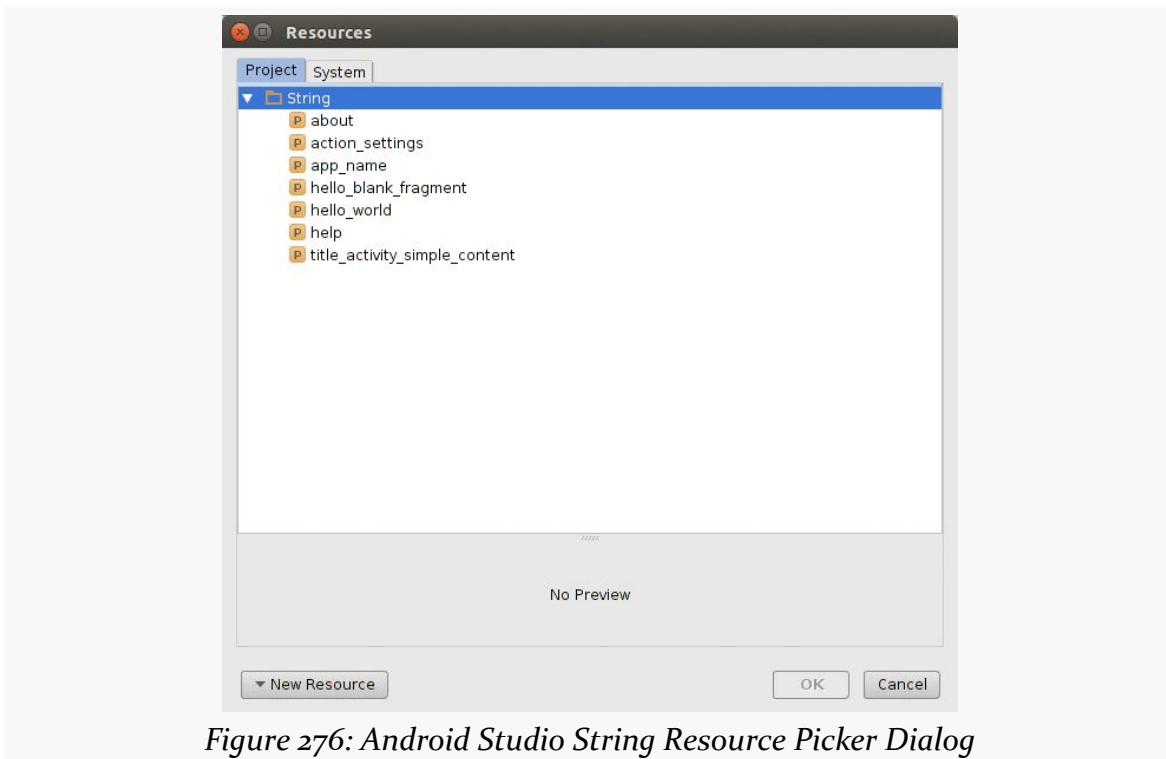 Resources
Project System
String
P about
P action_settings
P app_name
P hello_blank_fragment
P hello_world
P help
P title_activity_simple_content
No Preview
New Resource OK Cancel
Figure 276: Android Studio String Resource Picker Dialog